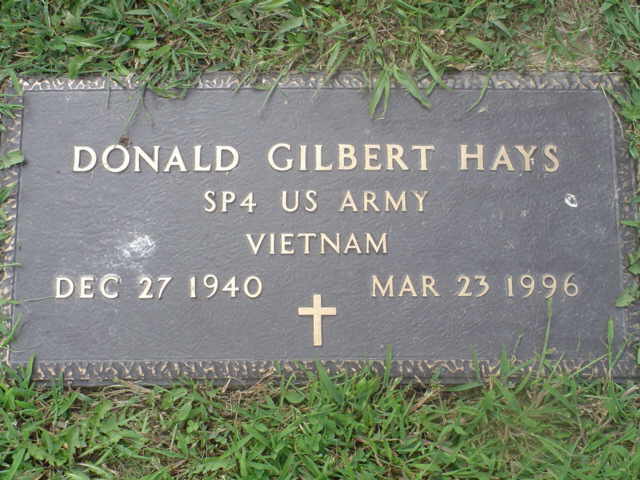 DONALD GILBERT HAYS
SP4 US ARMY
VIETNAM
DEC 27 1940 MAR 23 1996